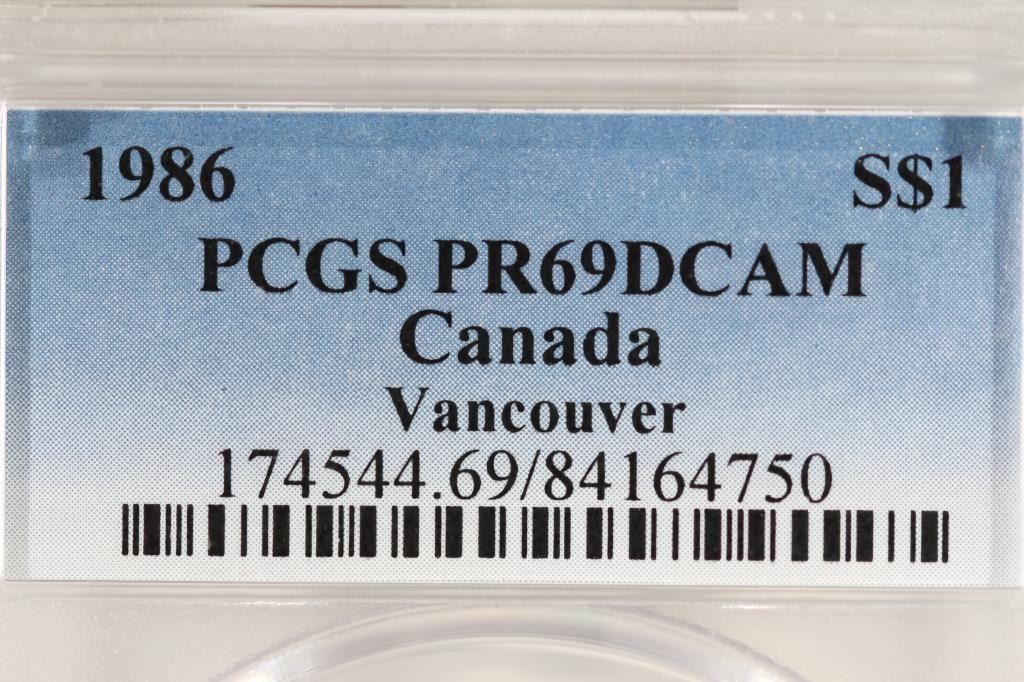 1986 S$1
PCGS PR69DCAM
Canada
Vancouver
174544.69/84164750